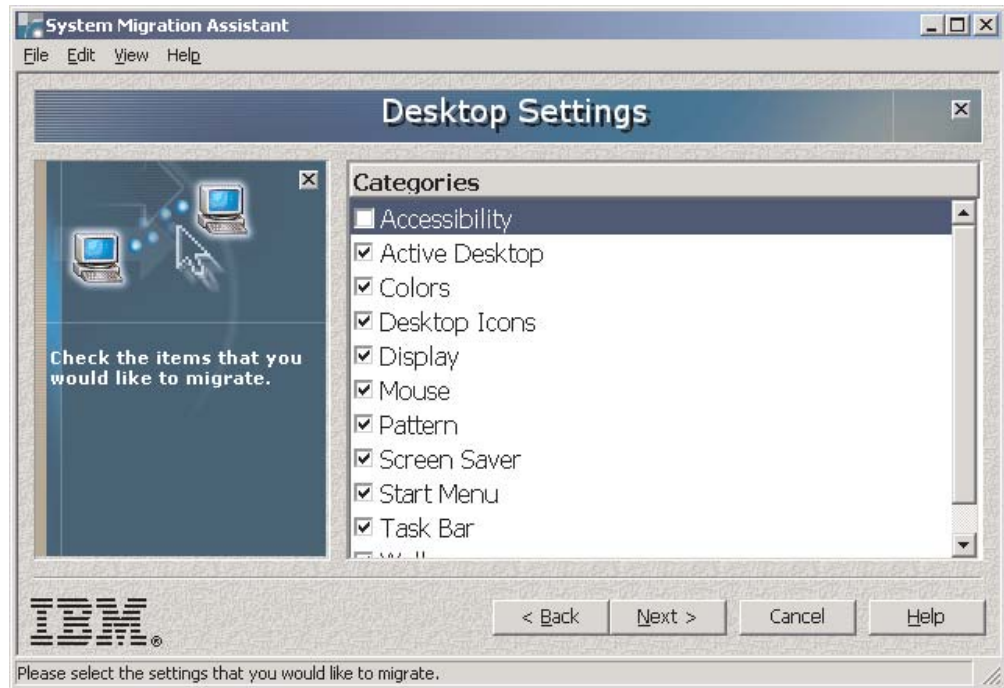 System Migration Assistant
File Edit View Help
Desktop Settings
Check the items that you
would like to migrate.
Categories
Accessibility
Active Desktop
Colors
Desktop Icons
Display
Mouse
Pattern
Screen Saver
Start Menu
Task Bar
IBM®
< Back
Next >
Cancel
Help
Please select the settings that you would like to migrate.